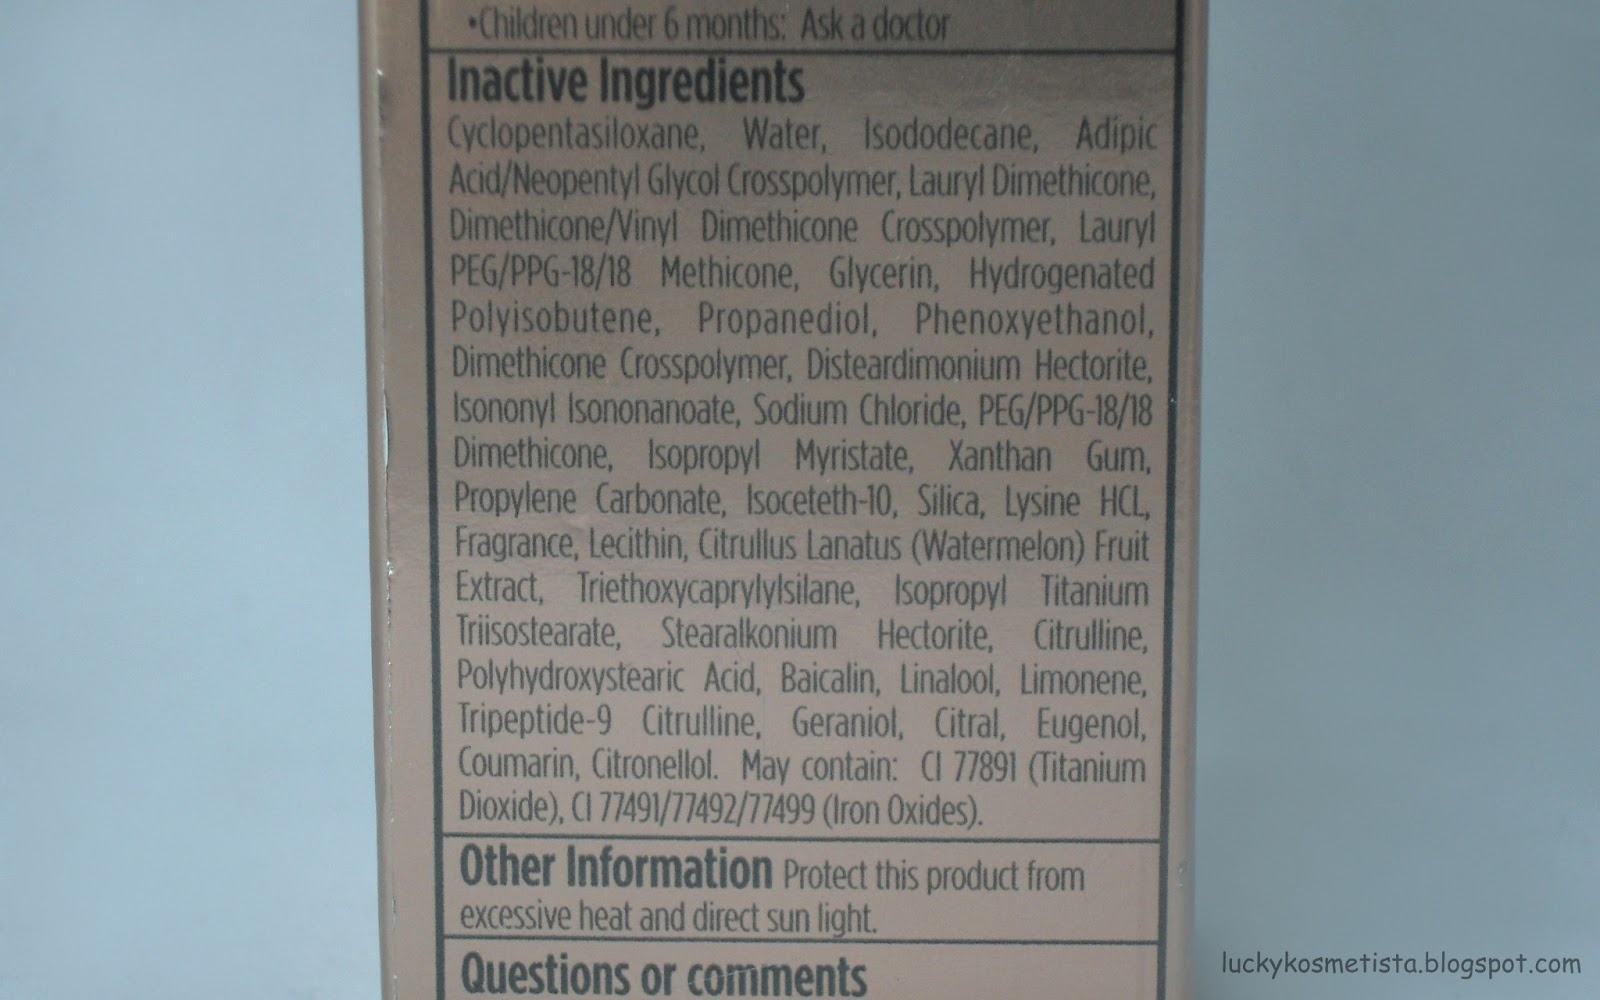 •Children under 6 months: Ask a doctor
Inactive Ingredients
Cyclopentasiloxane, Water, Isododecane, Adipic
Acid/Neopentyl Glycol Crosspolymer, Lauryl Dimethicone,
Dimethicone/Vinyl Dimethicone Crosspolymer, Lauryl
PEG/PPG-18/18 Methicone, Glycerin, Hydrogenated
Polyisobutene, Propanediol, Phenoxyethanol,
Dimethicone Crosspolymer, Disteardimonium Hectorite,
Isononyl Isononanoate, Sodium Chloride, PEG/PPG-18/18
Dimethicone, Isopropyl Myristate, Xanthan Gum,
Propylene Carbonate, Isoceteth-10, Silica, Lysine HCL,
Fragrance, Lecithin, Citrullus Lanatus (Watermelon) Fruit
Extract, Triethoxycaprylylsilane, Isopropyl Titanium
Triisostearate, Stearalkonium Hectorite, Citrulline,
Polyhydroxystearic Acid, Baicalin, Linalool, Limonene,
Tripeptide-9 Citrulline, Geraniol, Citral, Eugenol,
Coumarin, Citronellol. May contain: CI 77891 (Titanium
Dioxide), CI 77491/77492/77499 (Iron Oxides).
Other Information Protect this product from
excessive heat and direct sun light.
Questions or comments
luckykosmetista.blogspot.com